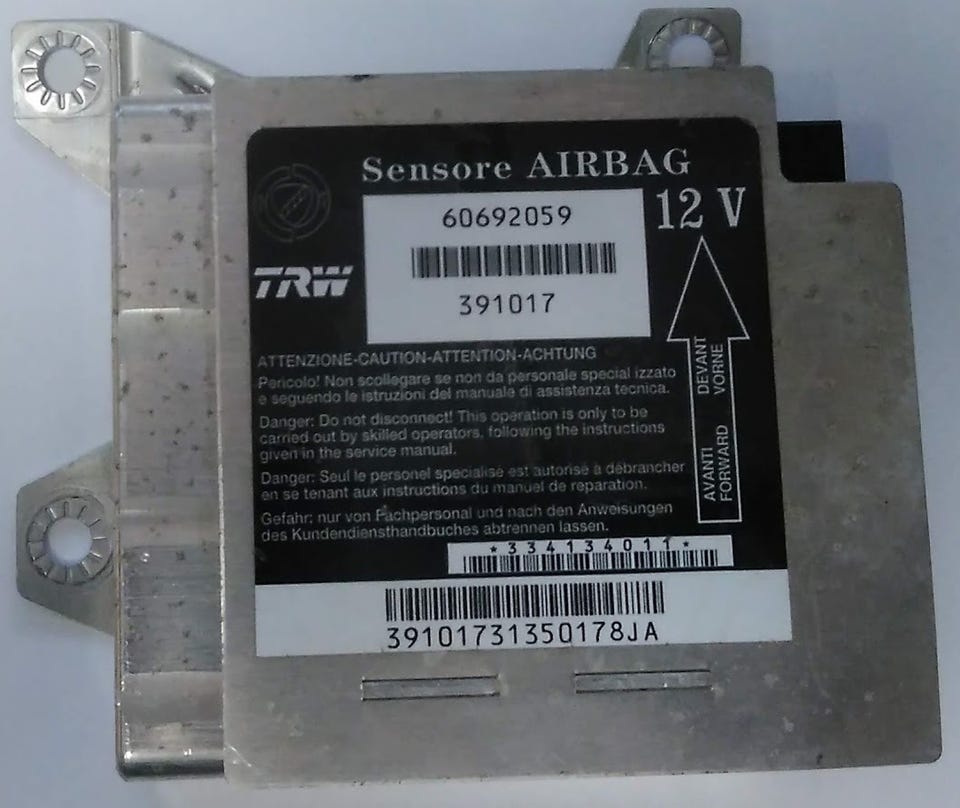 Sensore AIRBAG
60692059
12 V
TRW
391017
ATTENZIONE-CAUTION-ATTENTION-ACHTUNG
Pericolo! Non scollegare se non da personale special izzato
e seguendo le istruzioni del manuale di assistenza tecnica.
Danger: Do not disconnect! This operation is only to be
carried out by skilled operators, following the instructions
given in the service manual.
Danger: Seul le personel specialisé est autorisé à débrancher
en se tenant aux instructions du manuel de reparation.
Gefahr: nur von Fachpersonal und nach den Anweisungen
des Kundendiensthandbuches abtrennen lassen.
AVANTI DEVANT
FORWARD VORNE
*334134011*
39101731350178JA